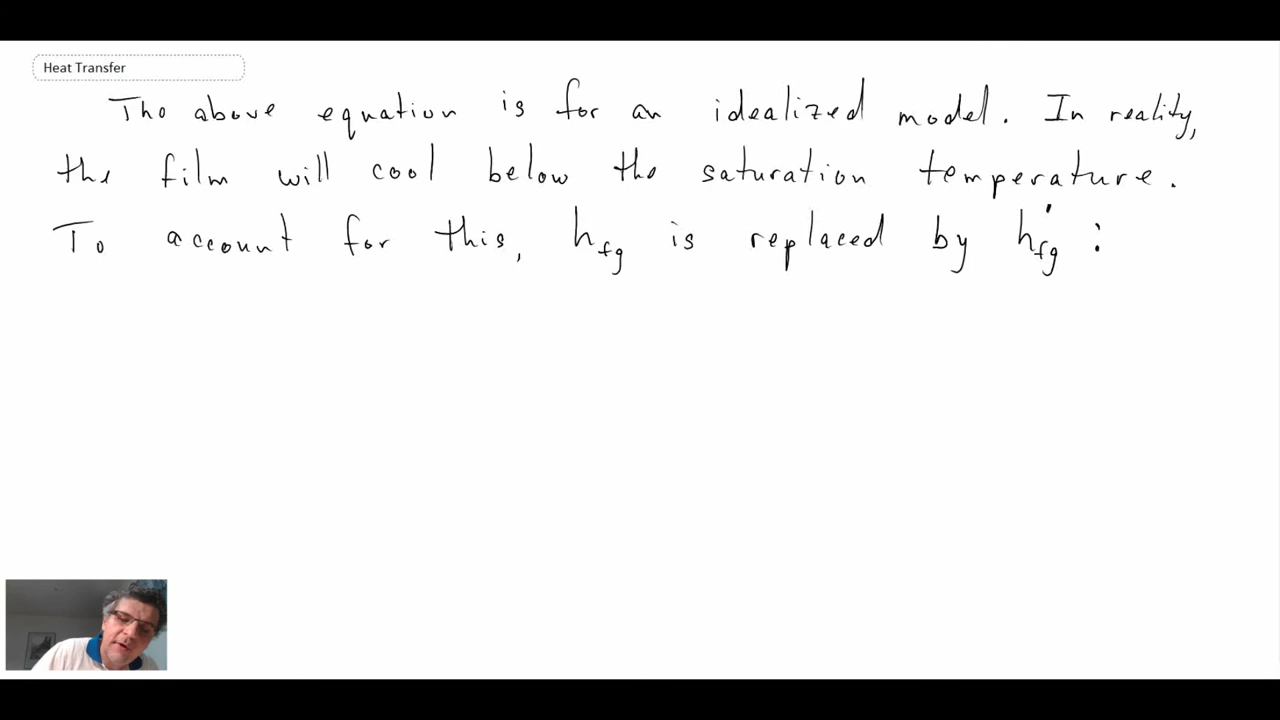 Heat Transfer
The above equation is for an idealized model. In reality,
the film will cool below the saturation temperature.
To account for this, h_fg is replaced by h'_fg :